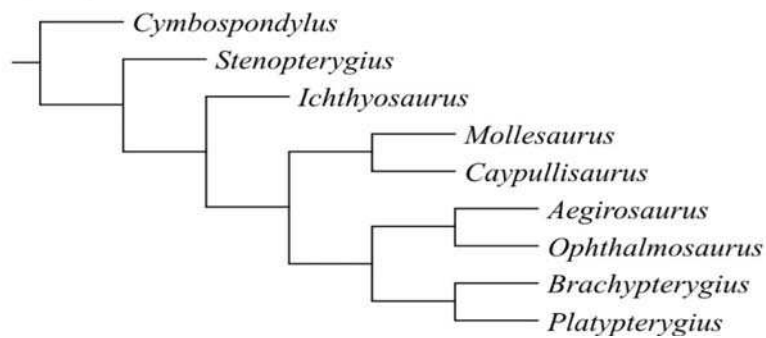 Cymbospondylus
Stenopterygius
Ichthyosaurus
Mollesaurus
Caypullisaurus
Aegirosaurus
Ophthalmosaurus
Brachypterygius
Platypterygius